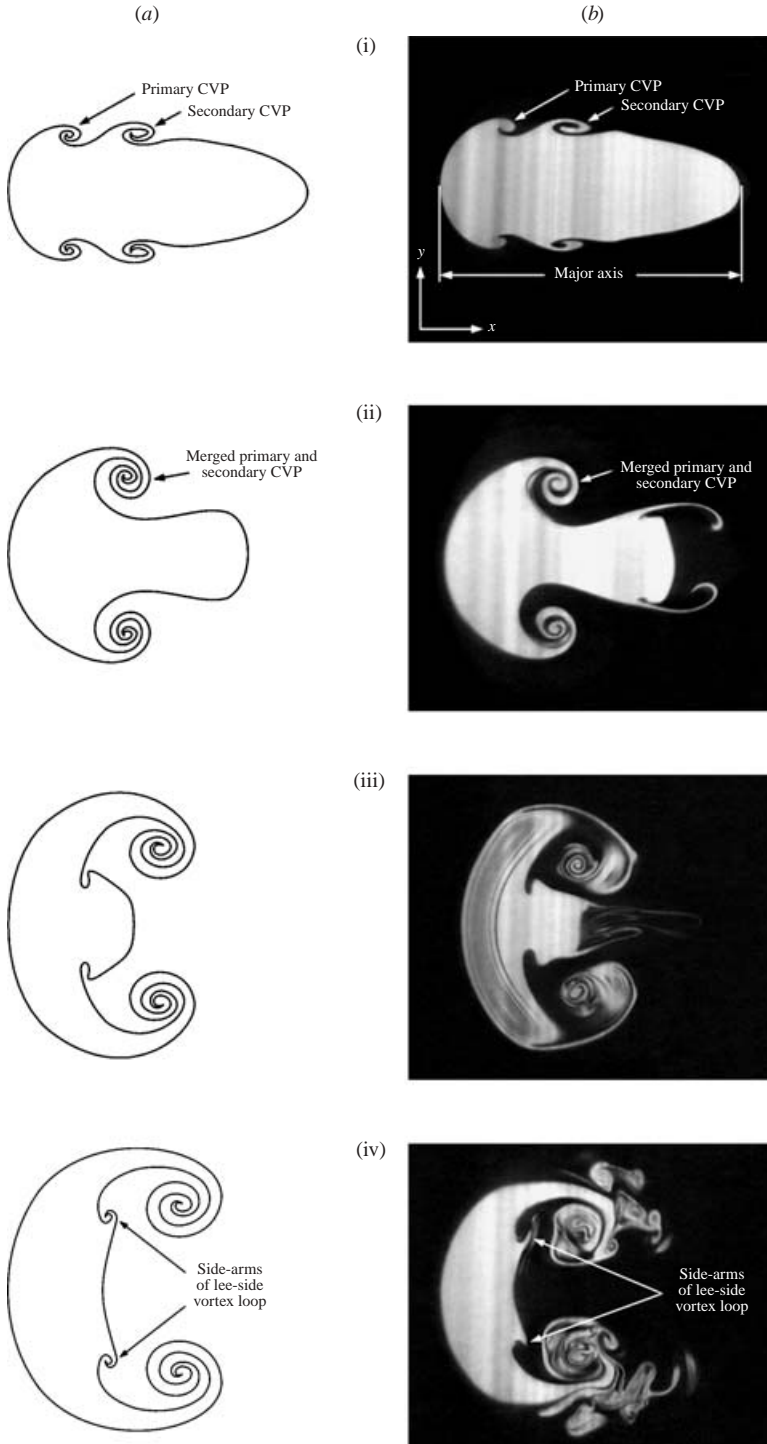 (a)
(b)
(i)
Primary CVP
Secondary CVP
Primary CVP
Secondary CVP
y
Major axis
x
(ii)
Merged primary and
secondary CVP
Merged primary and
secondary CVP
(iii)
(iv)
Side-arms
of lee-side
vortex loop
Side-arms
of lee-side
vortex loop